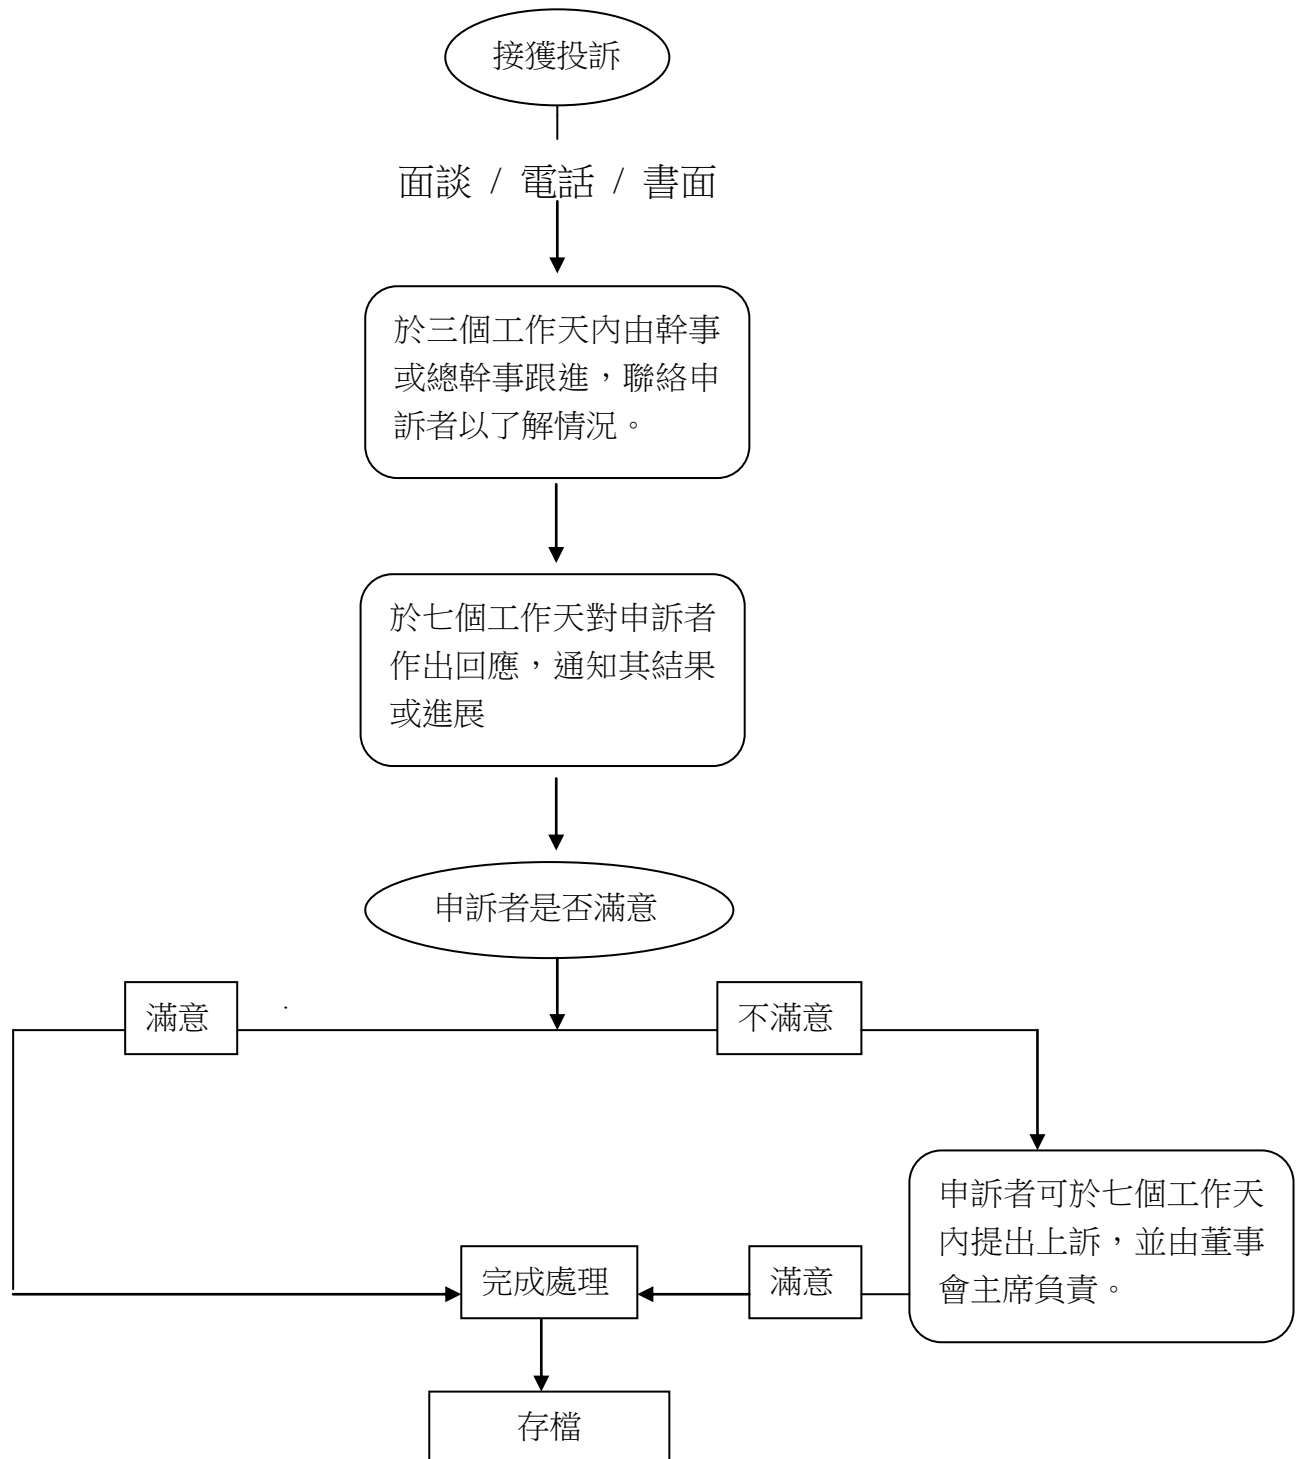 接獲投訴
面談 / 電話 / 書面
於三個工作天內由幹事
或總幹事跟進，聯絡申
訴者以了解情況。
於七個工作天對申訴者
作出回應，通知其結果
或進展
申訴者是否滿意
滿意
不滿意
申訴者可於七個工作天
內提出上訴，並由董事
會主席負責。
完成處理
滿意
存檔